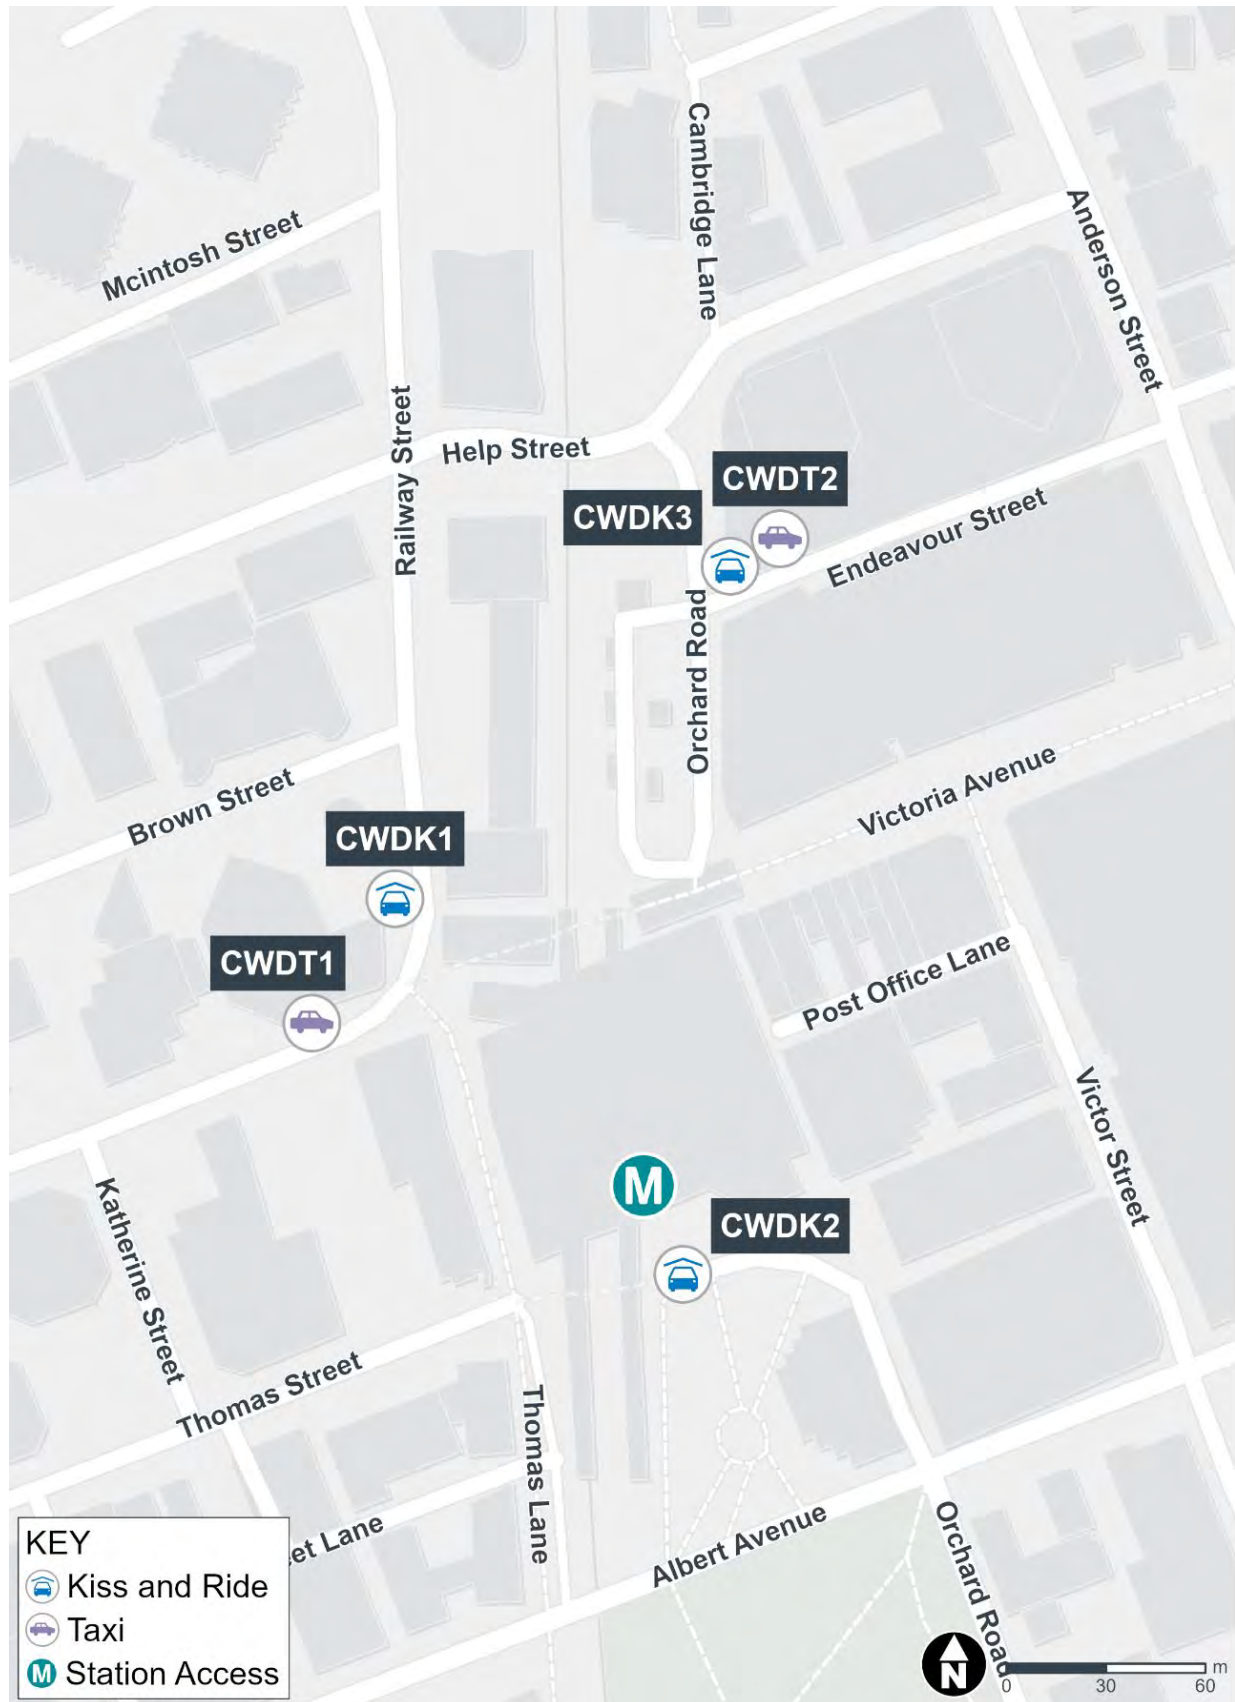 Cambridge Lane
Mcintosh Street
Anderson Street
Railway Street
Help Street
CWDT2
CWDK3
Endeavour Street
Orchard Road
Victoria Avenue
Brown Street
CWDK1
CWDT1
Post Office Lane
Victor Street
M
CWDK2
Katherine Street
Thomas Street
Thomas Lane
Albert Avenue
Orchard Road
KEY
Kiss and Ride
Taxi
M Station Access
eet Lane
N
0 30 60 m